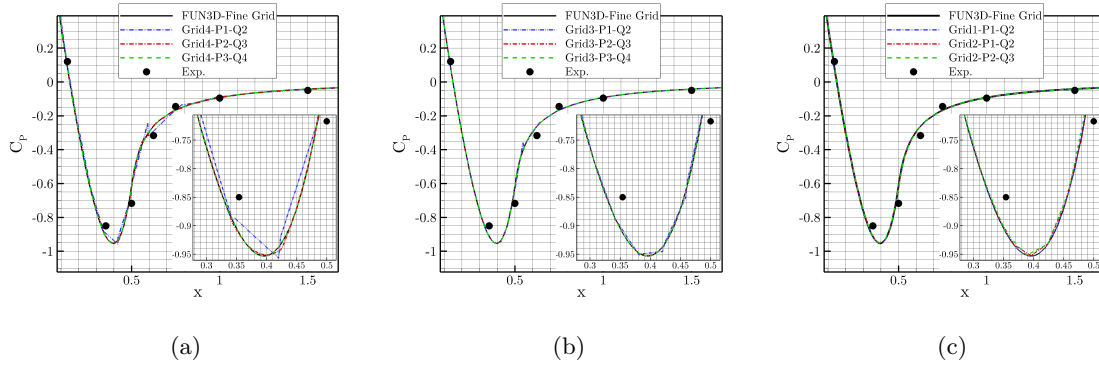 FUN3D-Fine Grid
Grid4-P1-Q2
Grid4-P2-Q3
Grid4-P3-Q4
Exp.
0.2
0
-0.2
-0.4
-0.6
-0.8
-1
C_P
-0.75
-0.8
-0.85
-0.9
-0.95
0.3 0.35 0.4 0.45 0.5
0.5 1 1.5
x
(a)
FUN3D-Fine Grid
Grid3-P1-Q2
Grid3-P2-Q3
Grid3-P3-Q4
Exp.
0.2
0
-0.2
-0.4
-0.6
-0.8
-1
C_P
-0.75
-0.8
-0.85
-0.9
-0.95
0.3 0.35 0.4 0.45 0.5
0.5 1 1.5
x
(b)
FUN3D-Fine Grid
Grid1-P1-Q2
Grid2-P1-Q2
Grid2-P2-Q3
Exp.
0.2
0
-0.2
-0.4
-0.6
-0.8
-1
C_P
-0.75
-0.8
-0.85
-0.9
-0.95
0.3 0.35 0.4 0.45 0.5
0.5 1 1.5
x
(c)